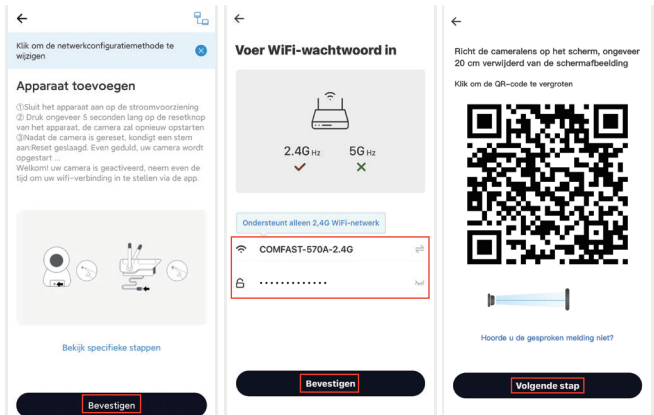 Klik om de netwerkconfiguratiemethode te
wijzigen
Apparaat toevoegen
①Sluit het apparaat aan op de stroomvoorziening
② Druk ongeveer 5 seconden lang op de resetknop
van het apparaat, de camera zal opnieuw opstarten
③Nadat de camera is gereset, kondigt een stem
aan:Reset geslaagd. Even geduld, uw camera wordt
opgestart ...
Welkom! uw camera is geactiveerd, neem even de
tijd om uw wifi-verbinding in te stellen via de app.
Bekijk specifieke stappen
Bevestigen
Voer WiFi-wachtwoord in
2.4G Hz 5G Hz
Ondersteunt alleen 2,4G WiFi-netwerk
COMFAST-570A-2.4G
Bevestigen
Richt de cameralens op het scherm, ongeveer
20 cm verwijderd van de schermafbeelding
Klik om de QR-code te vergroten
Hoorde u de gesproken melding niet?
Volgende stap